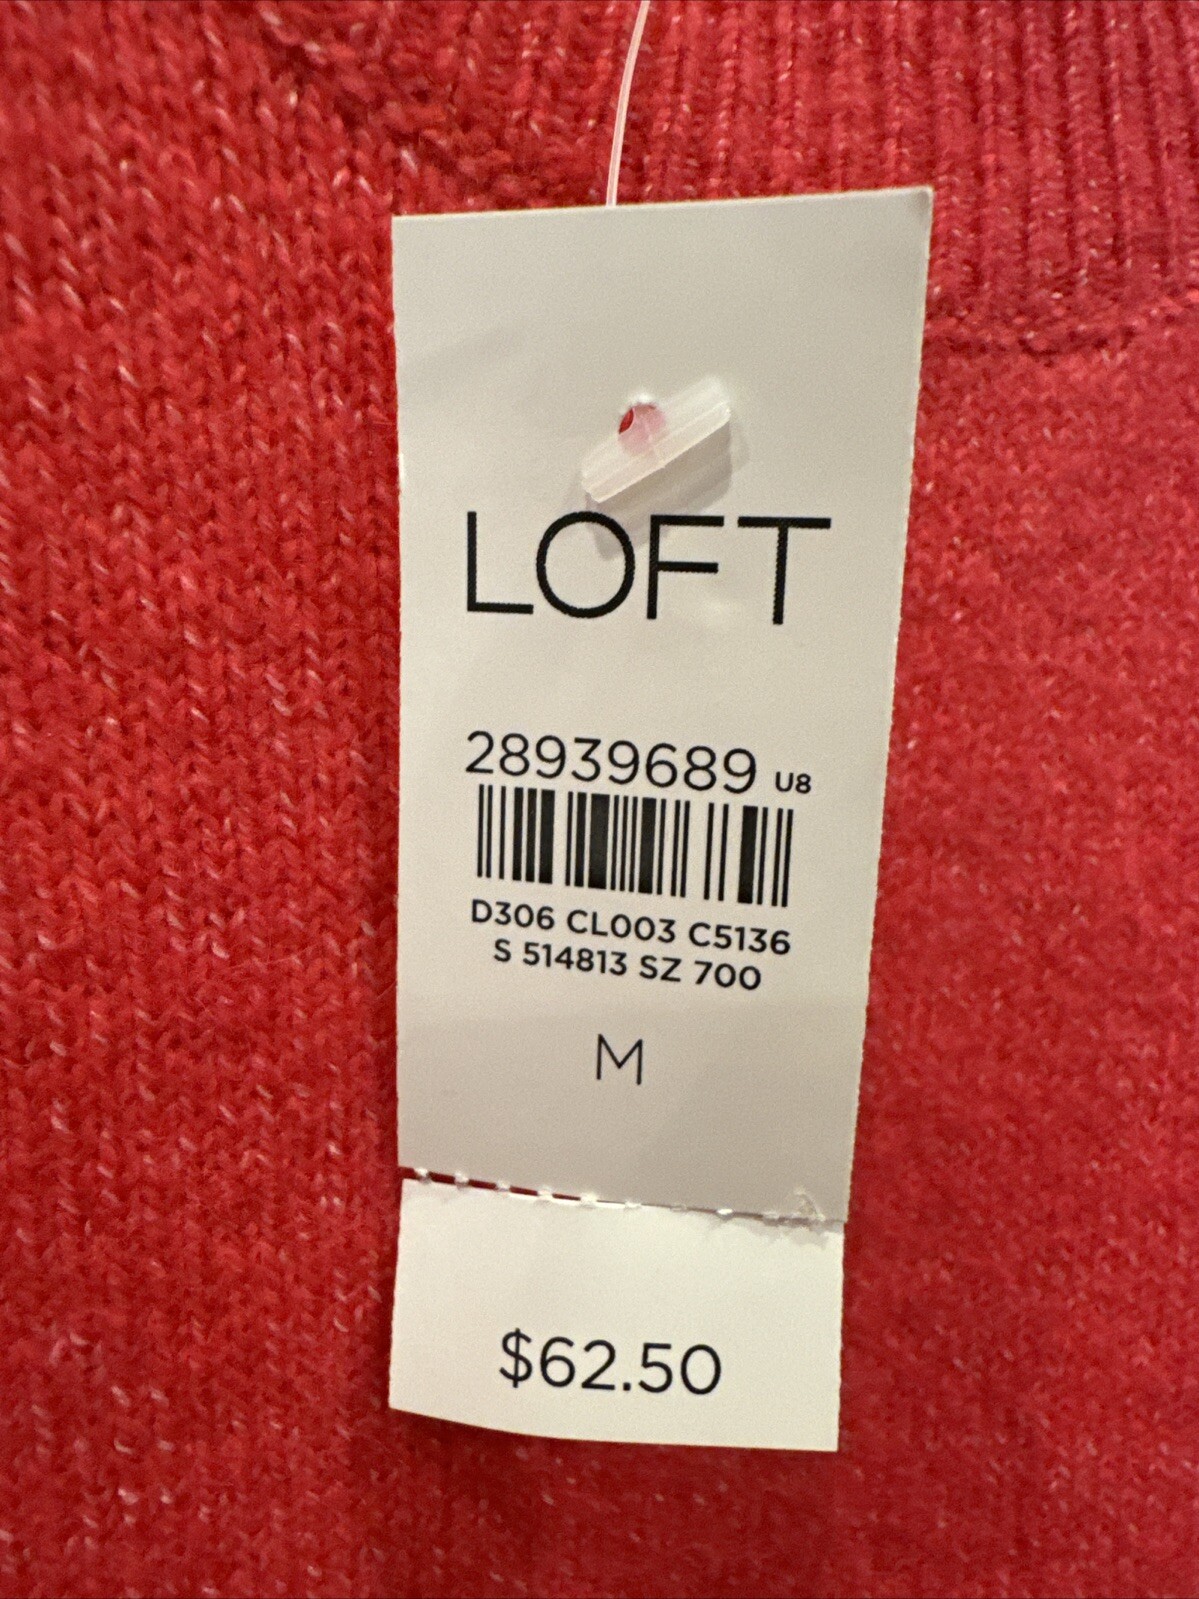 LOFT
28939689 U8
D306 CL003 C5136
S 514813 SZ 700
M
$62.50